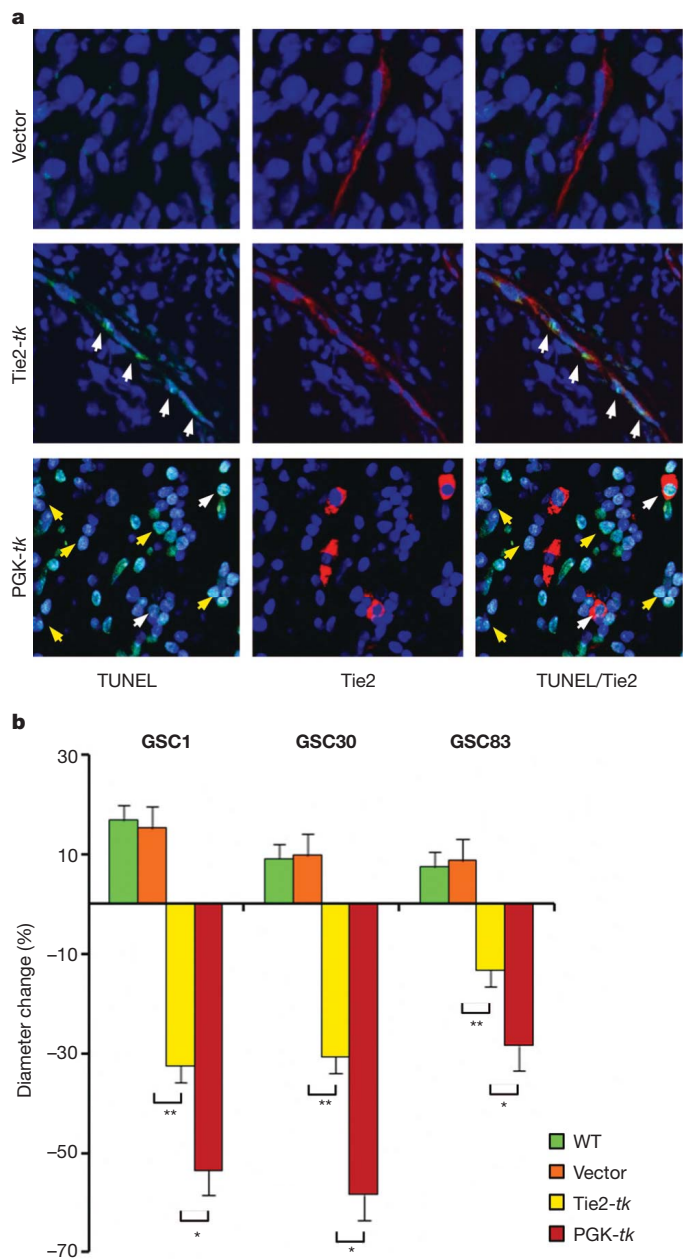 a
Vector
Tie2-tk
PGK-tk
TUNEL
Tie2
TUNEL/Tie2
b
GSC1
GSC30
GSC83
Diameter change (%)
30
10
–10
–30
–50
–70
**
*
**
*
**
*
WT
Vector
Tie2-tk
PGK-tk